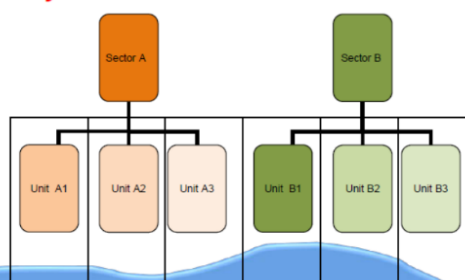 Sector A
Sector B
Unit A1
Unit A2
Unit A3
Unit B1
Unit B2
Unit B3